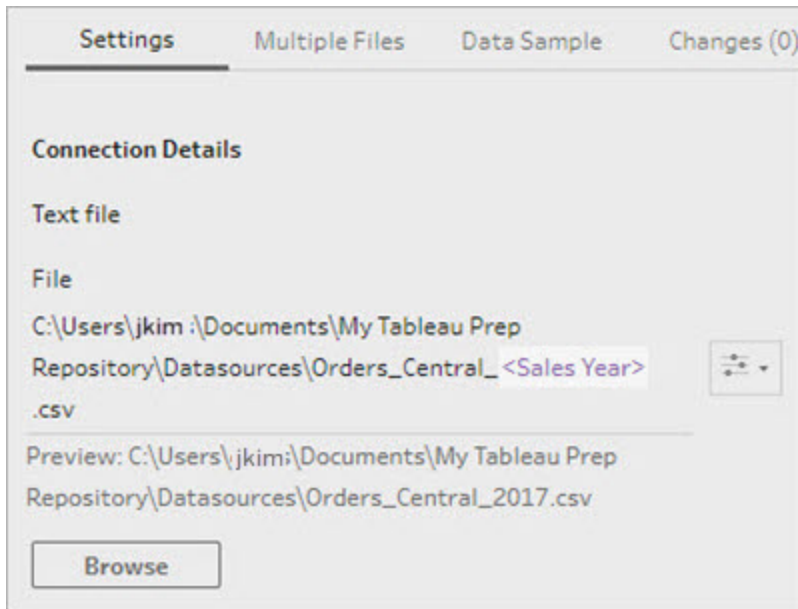 Settings Multiple Files Data Sample Changes (0)
Connection Details
Text file
File
C:\Users\jkim :\Documents\My Tableau Prep
Repository\Datasources\Orders_Central_<Sales Year>
.csv
Preview: C:\Users\jkim:\Documents\My Tableau Prep
Repository\Datasources\Orders_Central_2017.csv
Browse